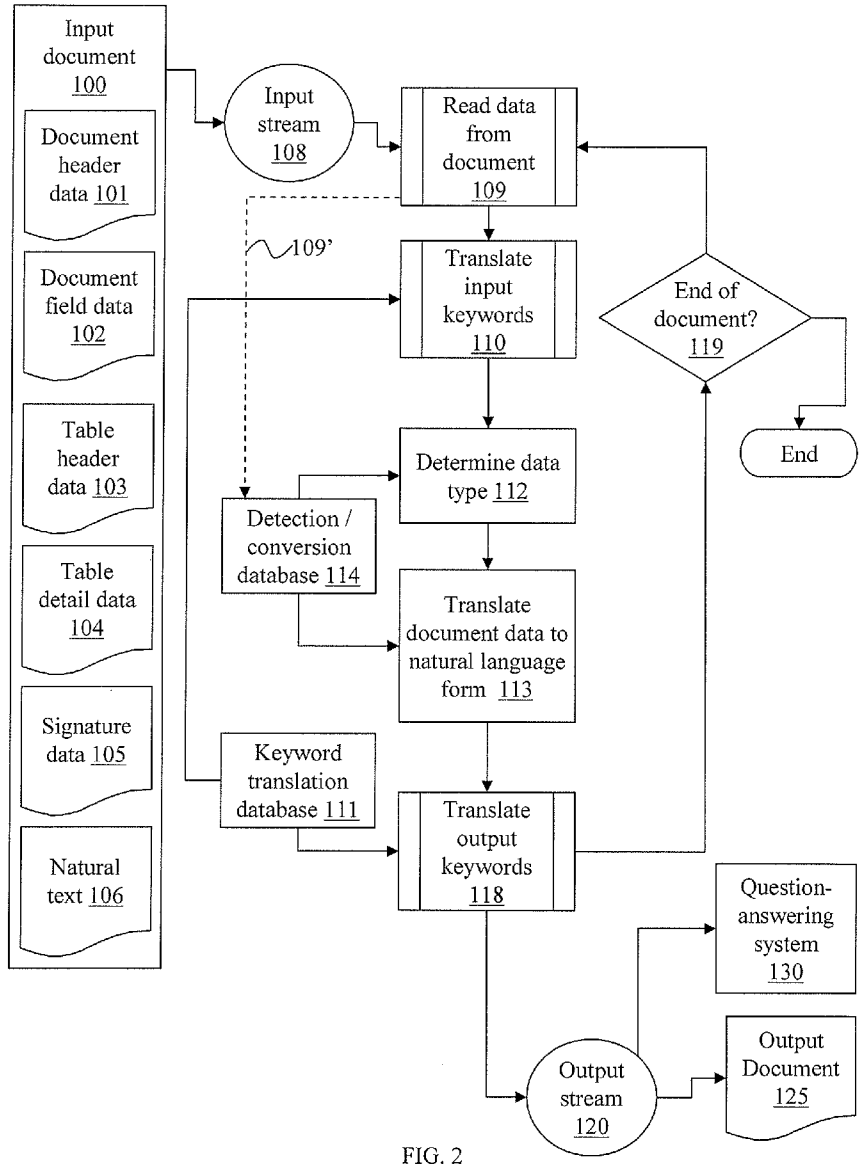 Input
document
100
Document
header
data 101
Document
field data
102
Table
header
data 103
Table
detail data
104
Signature
data 105
Natural
text 106
Input
stream
108
Read data
from
document
109
109’
Translate
input
keywords
110
End of
document?
119
End
Determine data
type 112
Detection /
conversion
database 114
Translate
document data to
natural language
form 113
Keyword
translation
database 111
Translate
output
keywords
118
Question-
answering
system
130
Output
stream
120
Output
Document
125
FIG. 2